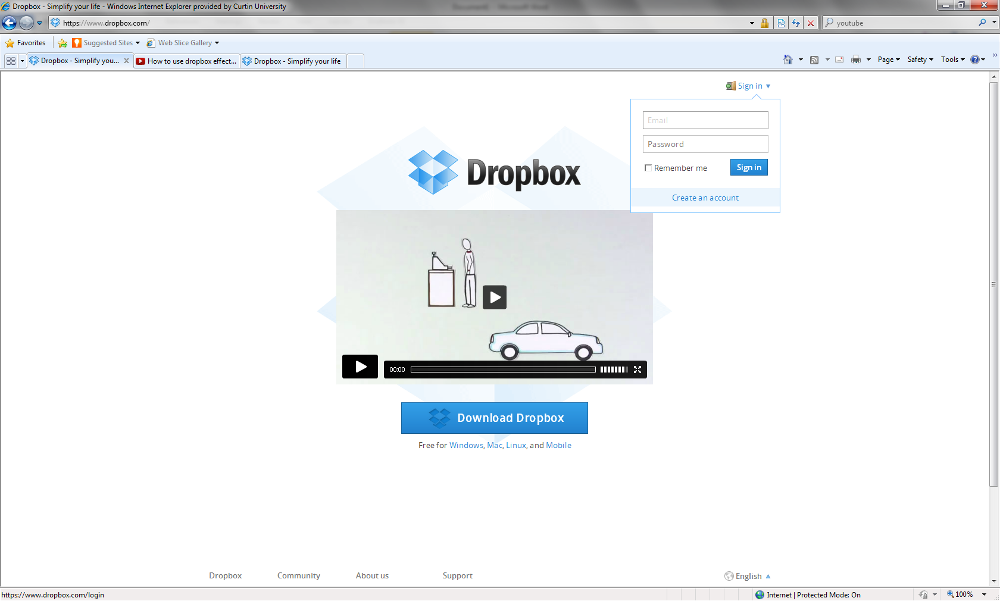 Dropbox - Simplify your life - Windows Internet Explorer provided by Curtin University
https://www.dropbox.com/
youtube
Favorites
Suggested Sites
Web Slice Gallery
Dropbox - Simplify you...
How to use dropbox effect...
Dropbox - Simplify your life
Page
Safety
Tools
Sign in
Email
Password
Remember me
Sign in
Create an account
Dropbox
00:00
Download Dropbox
Free for Windows, Mac, Linux, and Mobile
Dropbox
Community
About us
Support
English
https://www.dropbox.com/login
Internet | Protected Mode: On
100%